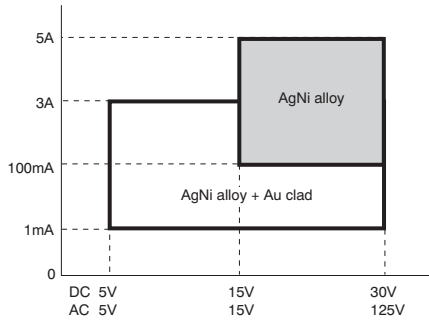 5A
AgNi alloy
3A
100mA
AgNi alloy + Au clad
1mA
0
DC 5V 15V 30V
AC 5V 15V 125V